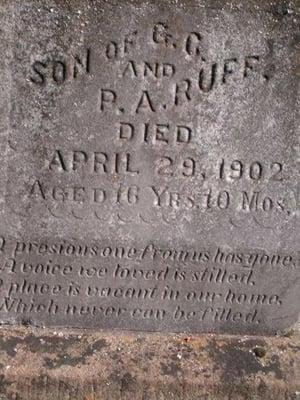 SON OF G. C.
AND
P. A. RUFF.
DIED
APRIL 29, 1902
AGED 16 YRS. 10 MOS.
A presious one from us has gone.
A voice we loved is stilled,
A place is vacant in our home,
Which never can be filled.